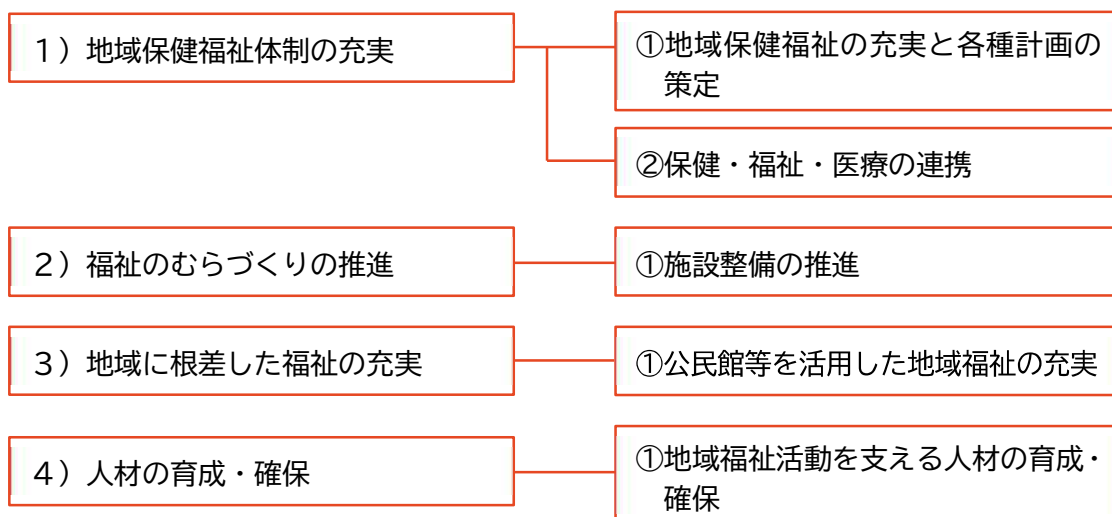 １）地域保健福祉体制の充実
①地域保健福祉の充実と各種計画の
策定
②保健・福祉・医療の連携
２）福祉のむらづくりの推進
①施設整備の推進
３）地域に根差した福祉の充実
①公民館等を活用した地域福祉の充実
４）人材の育成・確保
①地域福祉活動を支える人材の育成・
確保